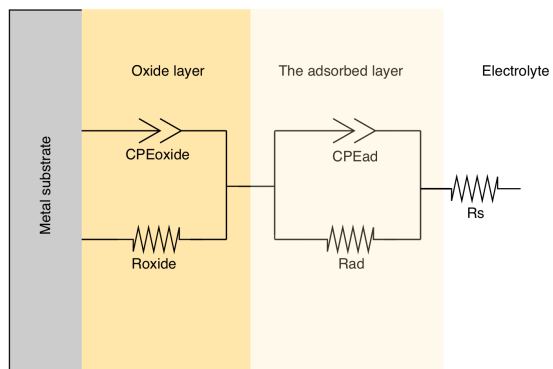 Oxide layer
The adsorbed layer
Electrolyte
Metal substrate
CPEoxide
CPEad
Rs
Roxide
Rad